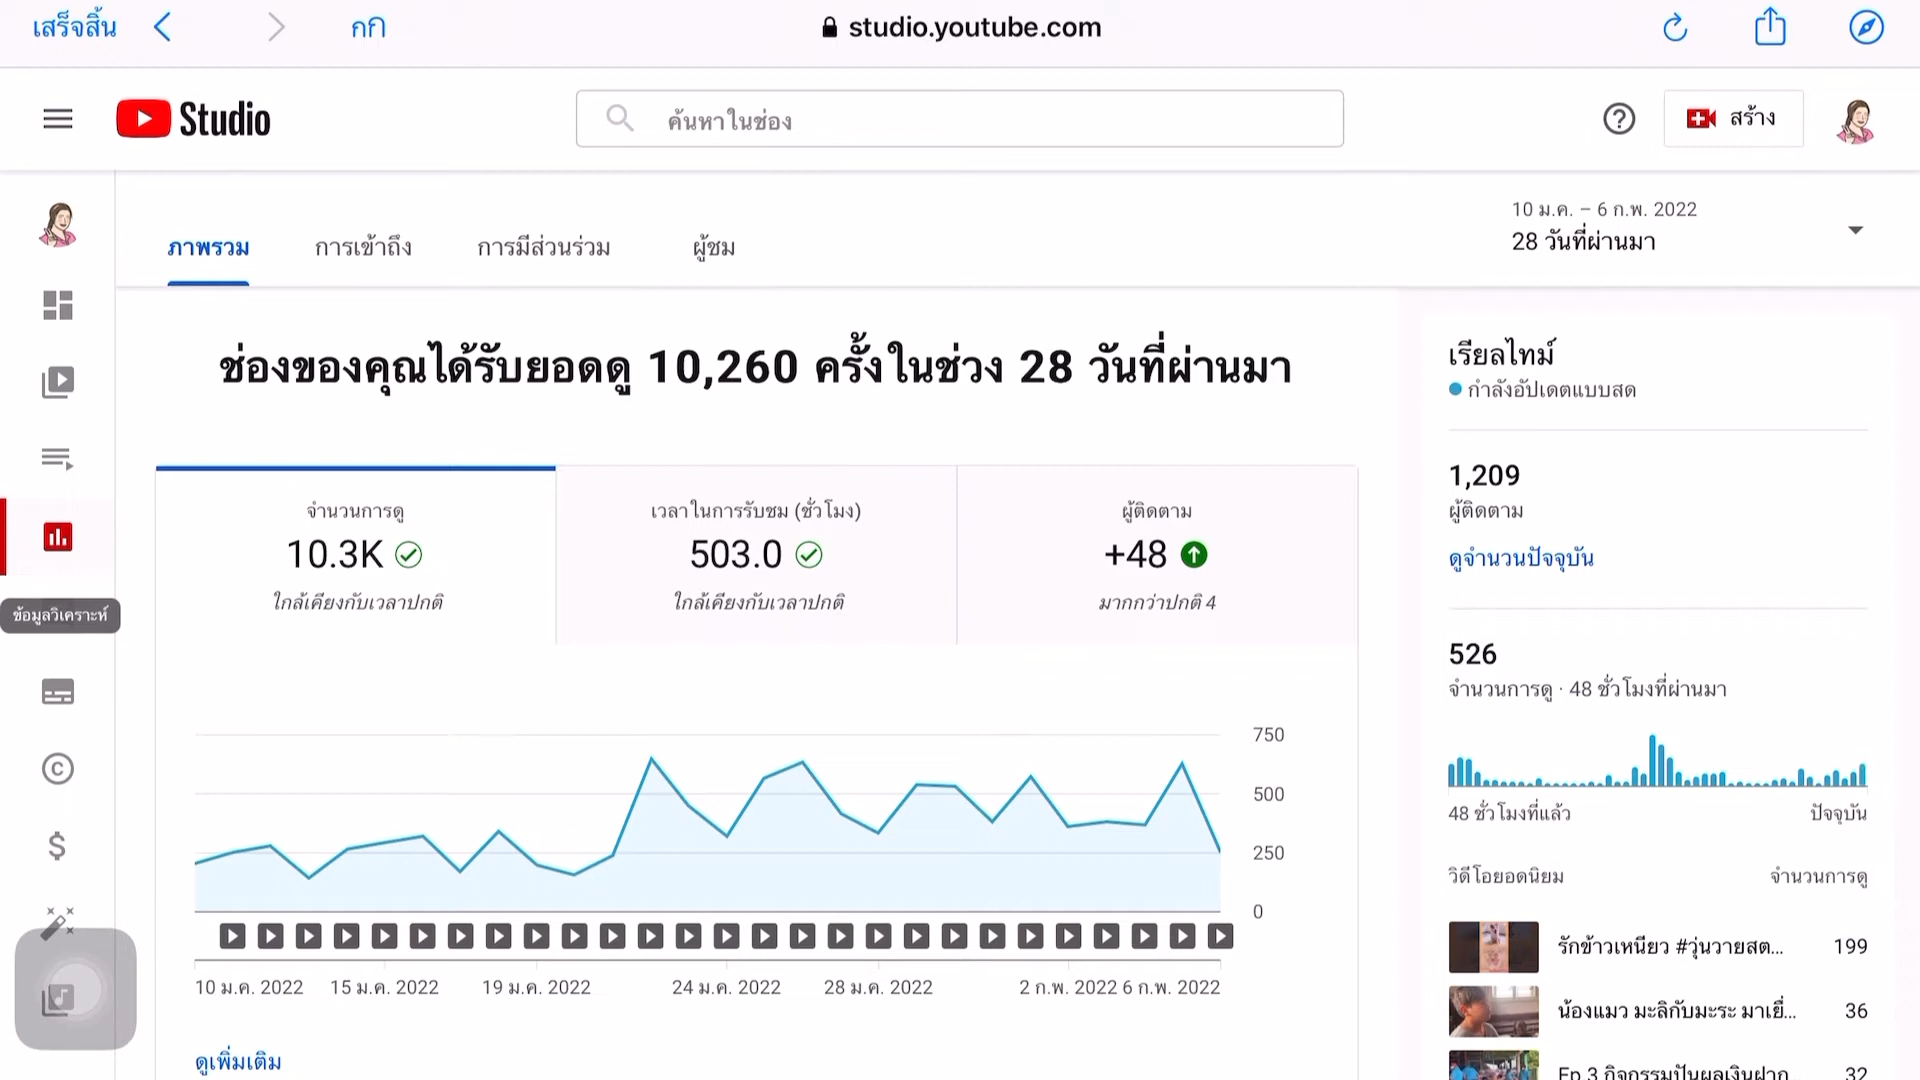 เสร็จสิ้น
กก
studio.youtube.com
Studio
ค้นหาในช่อง
สร้าง
ภาพรวม
การเข้าถึง
การมีส่วนร่วม
ผู้ชม
10 ม.ค. – 6 ก.พ. 2022
28 วันที่ผ่านมา
ช่องของคุณได้รับยอดดู 10,260 ครั้งในช่วง 28 วันที่ผ่านมา
จำนวนการดู
10.3K
ใกล้เคียงกับเวลาปกติ
เวลาในการรับชม (ชั่วโมง)
503.0
ใกล้เคียงกับเวลาปกติ
ผู้ติดตาม
+48
มากกว่าปกติ 4
ข้อมูลวิเคราะห์
750
500
250
0
10 ม.ค. 2022
15 ม.ค. 2022
19 ม.ค. 2022
24 ม.ค. 2022
28 ม.ค. 2022
2 ก.พ. 2022
6 ก.พ. 2022
ดูเพิ่มเติม
เรียลไทม์
กำลังอัปเดตแบบสด
1,209
ผู้ติดตาม
ดูจำนวนปัจจุบัน
526
จำนวนการดู · 48 ชั่วโมงที่ผ่านมา
48 ชั่วโมงที่แล้ว
ปัจจุบัน
วิดีโอยอดนิยม
จำนวนการดู
รักข้าวเหนียว #วุ่นวายสต... 199
น้องแมว มะลิกับมะระ มาเยื่... 36
Ep.3 กิจกรรมปันผลเงินฝาก... 32